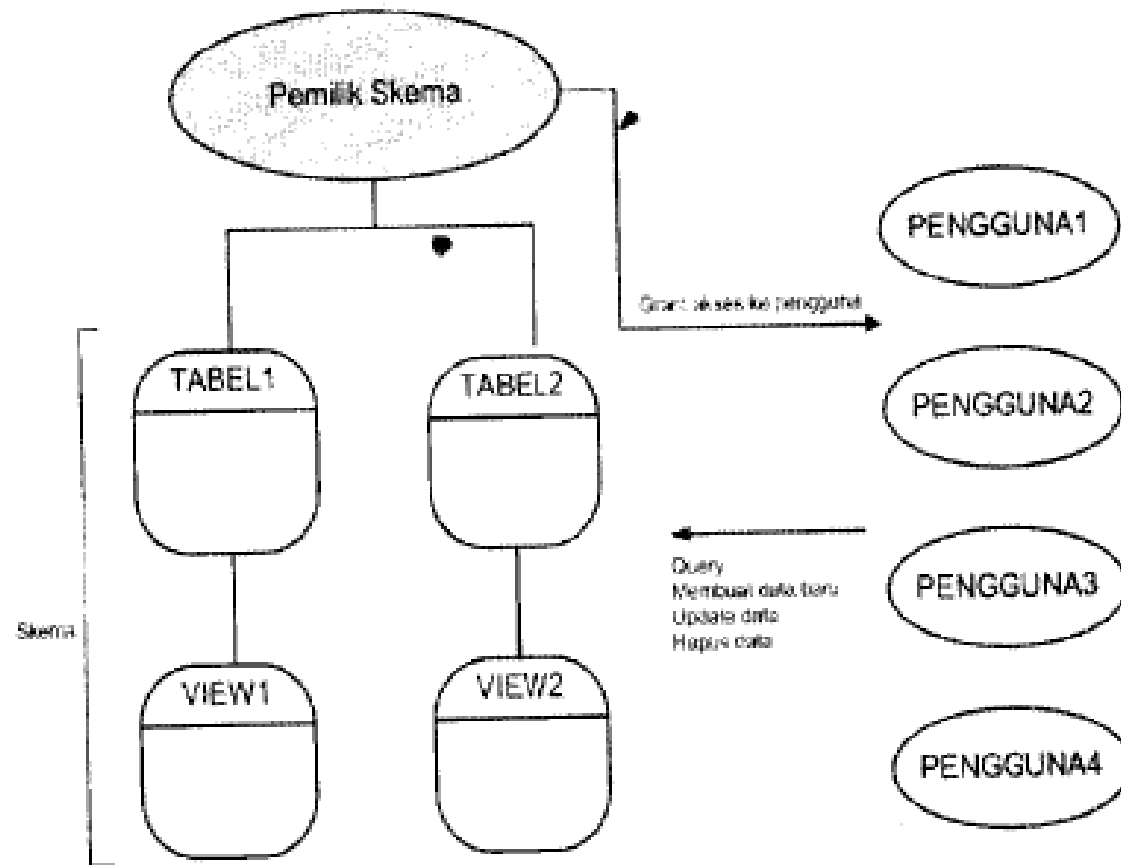 Pemilik Skema
PENGGUNA1
Grant akses ke pengguna
TABEL1
TABEL2
PENGGUNA2
Query
Membuat data baru
Update data
Hapus data
PENGGUNA3
Skema
VIEW1
VIEW2
PENGGUNA4